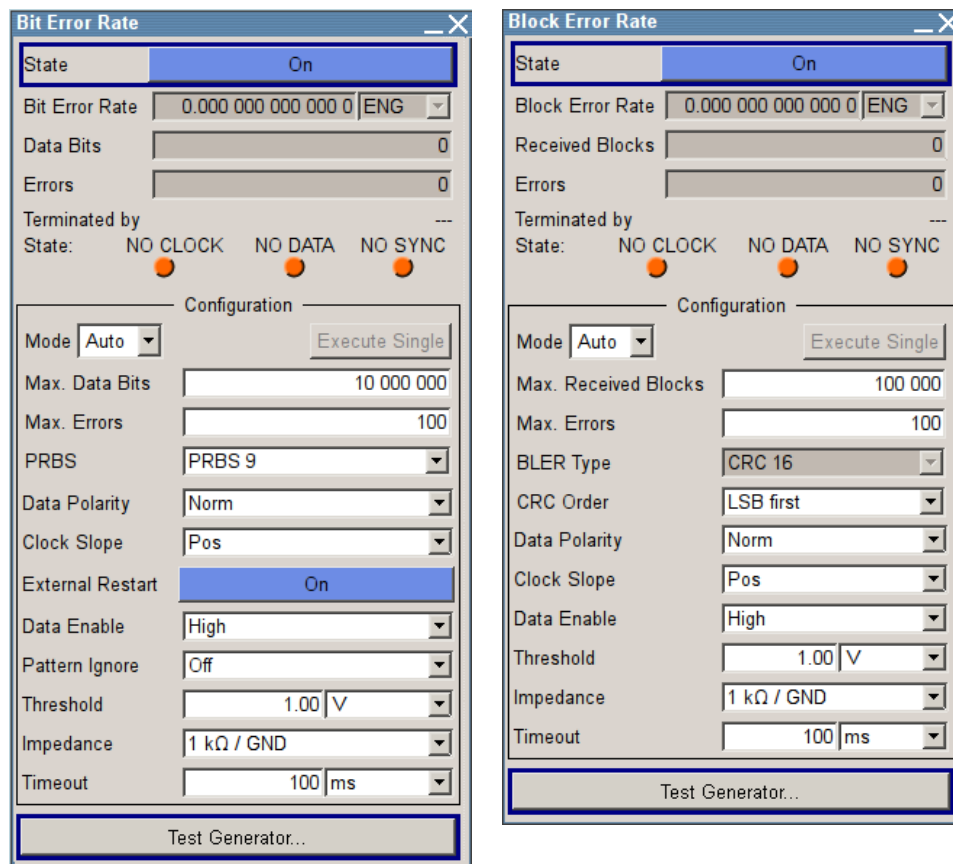 Bit Error Rate
State On
Bit Error Rate 0.000 000 000 000 0 ENG
Data Bits 0
Errors 0
Terminated by ---
State: NO CLOCK NO DATA NO SYNC
Configuration
Mode Auto Execute Single
Max. Data Bits 10 000 000
Max. Errors 100
PRBS PRBS 9
Data Polarity Norm
Clock Slope Pos
External Restart On
Data Enable High
Pattern Ignore Off
Threshold 1.00 V
Impedance 1 kΩ / GND
Timeout 100 ms
Test Generator...
Block Error Rate
State On
Block Error Rate 0.000 000 000 000 0 ENG
Received Blocks 0
Errors 0
Terminated by ---
State: NO CLOCK NO DATA NO SYNC
Configuration
Mode Auto Execute Single
Max. Received Blocks 100 000
Max. Errors 100
BLER Type CRC 16
CRC Order LSB first
Data Polarity Norm
Clock Slope Pos
Data Enable High
Threshold 1.00 V
Impedance 1 kΩ / GND
Timeout 100 ms
Test Generator...